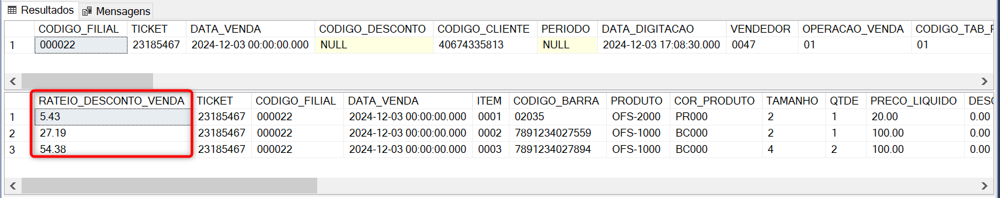 Resultados Mensagens
CODIGO_FILIAL TICKET DATA_VENDA CODIGO_DESCONTO CODIGO_CLIENTE PERIODO DATA_DIGITACAO VENDEDOR OPERACAO_VENDA
1 000022 23185467 2024-12-03 00:00:00.000 NULL 40674335813 NULL 2024-12-03 17:08:30.000 0047 01 01
RATEIO_DESCONTO_VENDA TICKET CODIGO_FILIAL DATA_VENDA ITEM CODIGO_BARRA PRODUTO COR_PRODUTO TAMANHO QTDE PRECO_LIQUIDO
1 5.43 23185467 000022 2024-12-03 00:00:00.000 0001 02035 OFS-2000 PR000 2 1 20.00 0.00
2 27.19 23185467 000022 2024-12-03 00:00:00.000 0002 7891234027559 OFS-1000 BC000 2 1 100.00 0.00
3 54.38 23185467 000022 2024-12-03 00:00:00.000 0003 7891234027894 OFS-1000 BC000 4 2 100.00 0.00